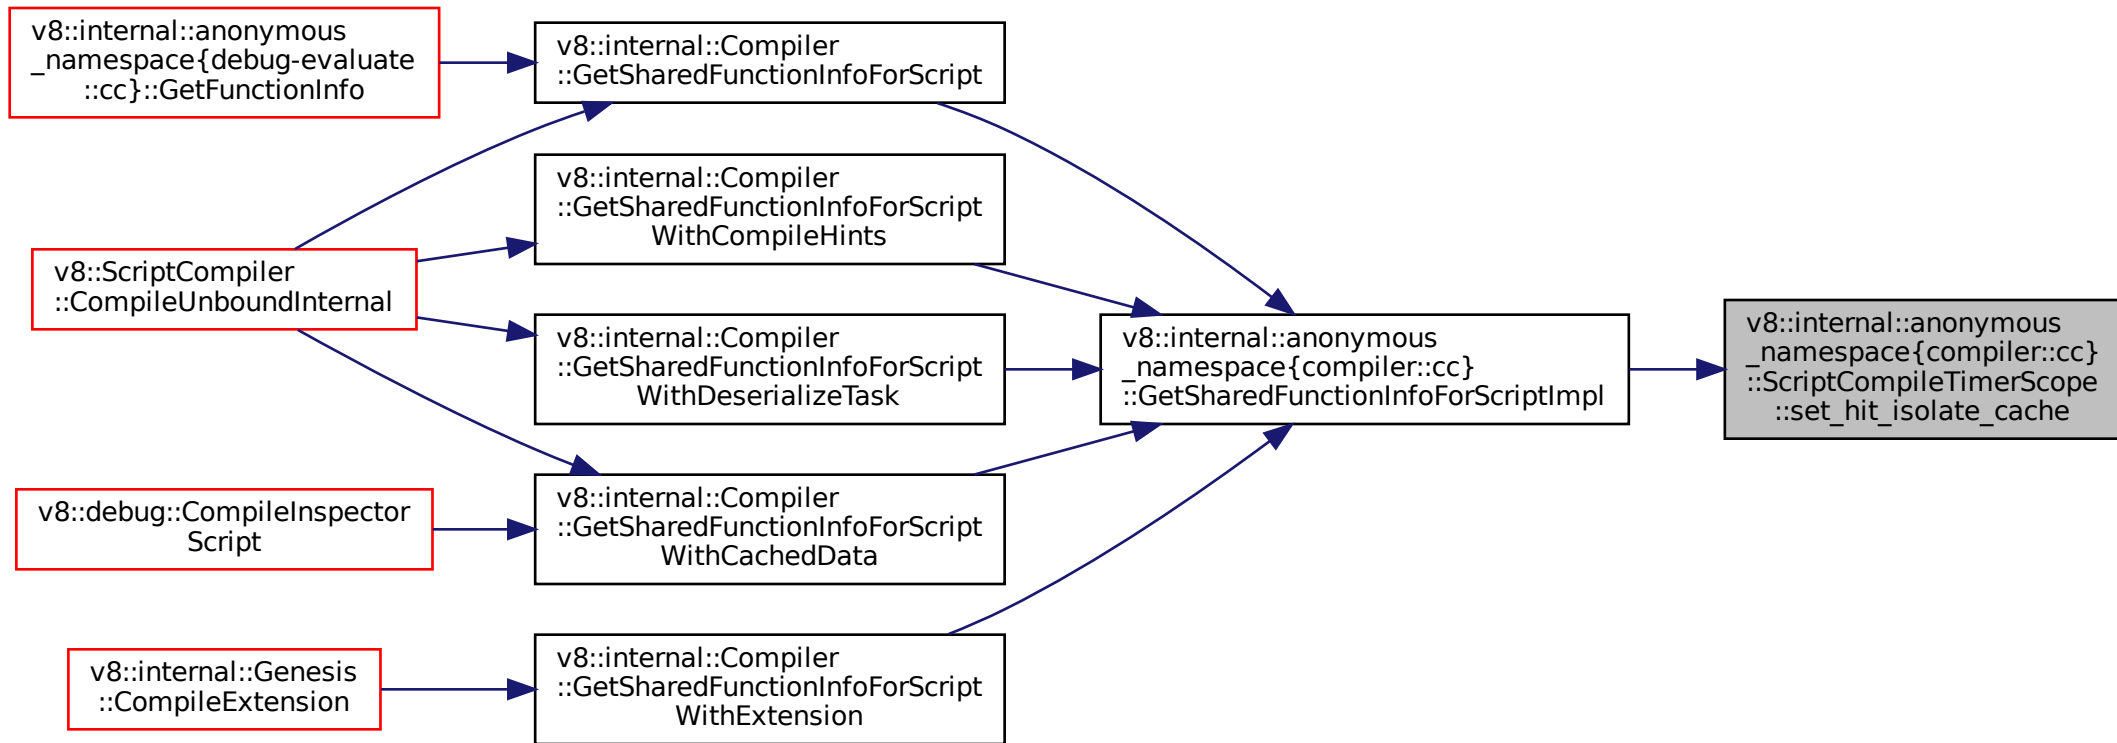 v8::internal::anonymous
_namespace{debug-evaluate
::cc}::GetFunctionInfo
v8::ScriptCompiler
::CompileUnboundInternal
v8::debug::CompileInspector
Script
v8::internal::Genesis
::CompileExtension
v8::internal::Compiler
::GetSharedFunctionInfoForScript
v8::internal::Compiler
::GetSharedFunctionInfoForScript
WithCompileHints
v8::internal::Compiler
::GetSharedFunctionInfoForScript
WithDeserializeTask
v8::internal::Compiler
::GetSharedFunctionInfoForScript
WithCachedData
v8::internal::Compiler
::GetSharedFunctionInfoForScript
WithExtension
v8::internal::anonymous
_namespace{compiler::cc}
::GetSharedFunctionInfoForScriptImpl
v8::internal::anonymous
_namespace{compiler::cc}
::ScriptCompileTimerScope
::set_hit_isolate_cache